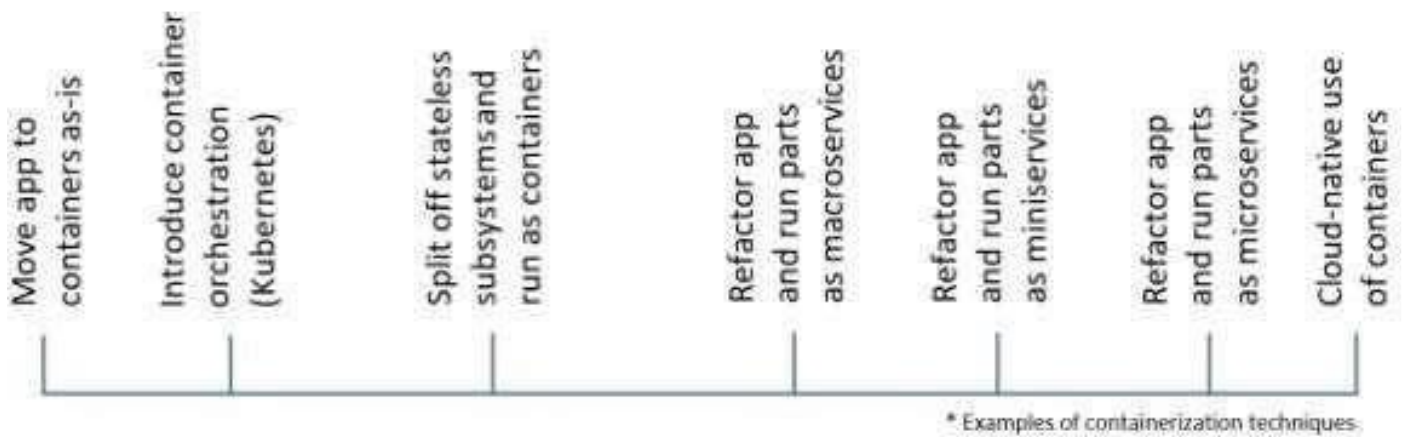 Move app to
containers as-is
Introduce container
orchestration
(Kubernetes)
Split off stateless
subsystems and
run as containers
Refactor app
and run parts
as macroservices
Refactor app
and run parts
as miniservices
Refactor app
and run parts
as microservices
Cloud-native use
of containers
* Examples of containerization techniques